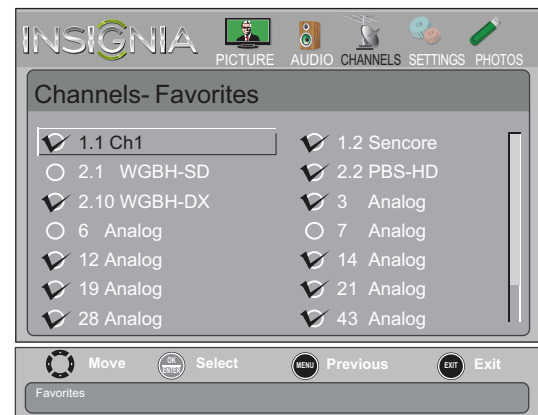 INSIGNIA
PICTURE AUDIO CHANNELS SETTINGS PHOTOS
Channels- Favorites
1.1 Ch1 1.2 Sencore
2.1 WGBH-SD 2.2 PBS-HD
2.10 WGBH-DX 3 Analog
6 Analog 7 Analog
12 Analog 14 Analog
19 Analog 21 Analog
28 Analog 43 Analog
Move OK ENTER Select MENU Previous EXIT Exit
Favorites